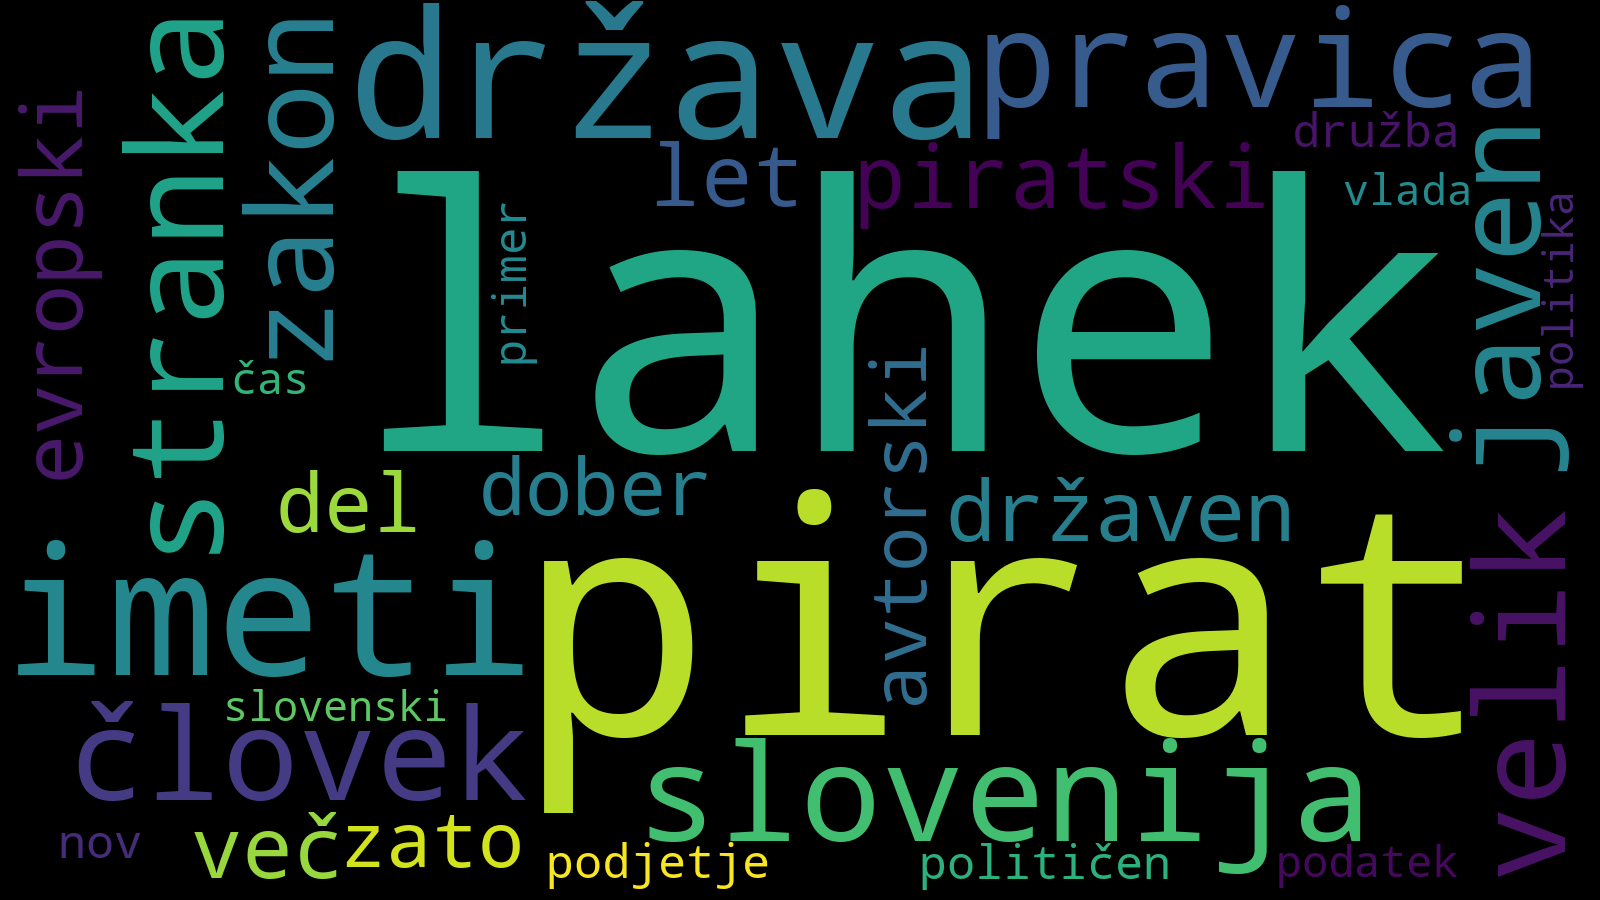 država
pravica
evropski
stranka
zakon
let
piratski
družba
vlada
javen
politika
primer
lahek
čas
avtorski
del
dober
državen
imeti
pirat
velik
slovenski
človek
slovenija
nov
več
zato
podjetje
političen
podatek